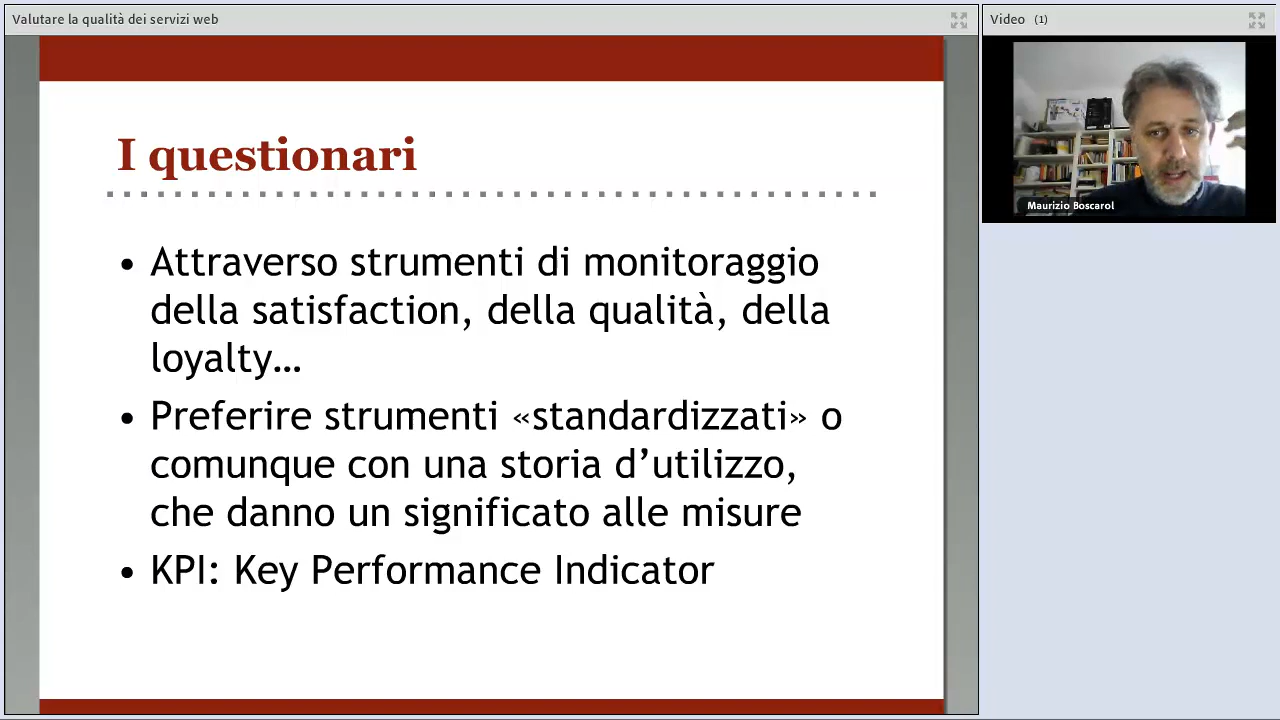 Valutare la qualità dei servizi web
Video (1)
I questionari
• Attraverso strumenti di monitoraggio
della satisfaction, della qualità, della
loyalty…
• Preferire strumenti «standardizzati» o
comunque con una storia d’utilizzo,
che danno un significato alle misure
• KPI: Key Performance Indicator
Maurizio Boscarol